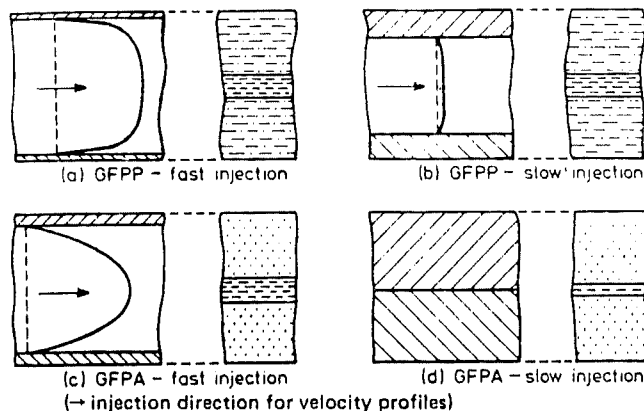 (a) GFPP – fast injection
(b) GFPP – slow' injection
(c) GFPA – fast injection
(d) GFPA – slow injection
(→ injection direction for velocity profiles)